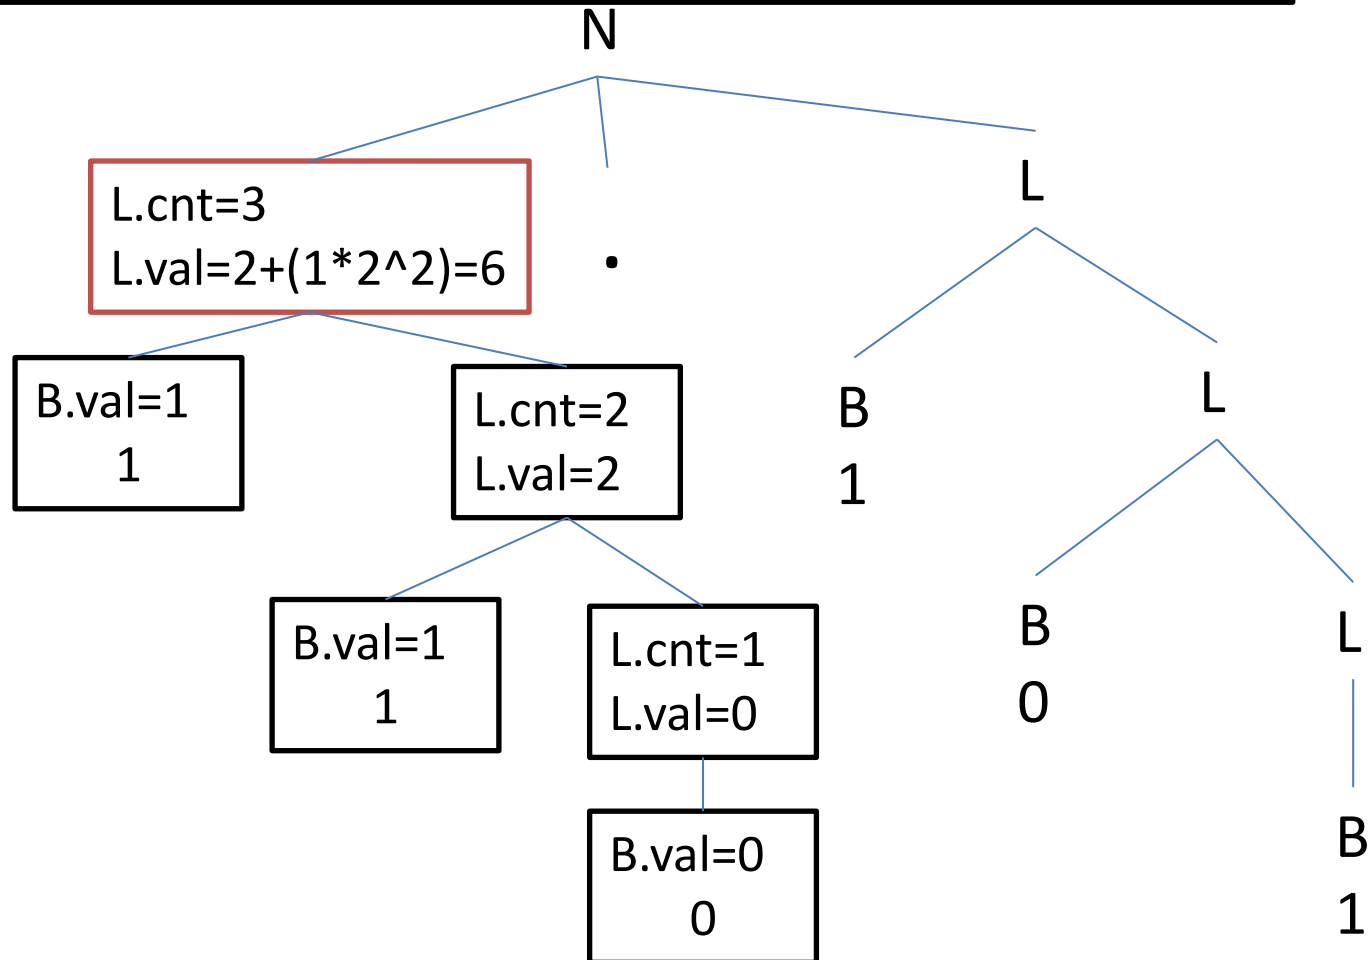 N
L.cnt=3
L.val=2+(1*2^2)=6
.
L
B.val=1
1
L.cnt=2
L.val=2
B
1
L
B.val=1
1
L.cnt=1
L.val=0
B
0
L
B.val=0
0
B
1